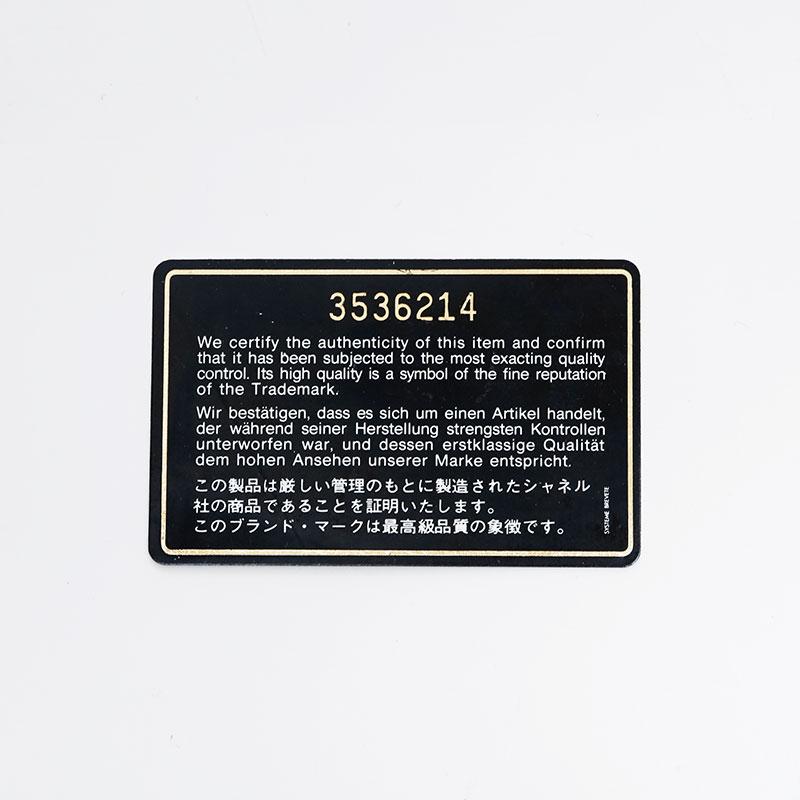 3536214
We certify the authenticity of this item and confirm
that it has been subjected to the most exacting quality
control. Its high quality is a symbol of the fine reputation
of the Trademark.
Wir bestätigen, dass es sich um einen Artikel handelt,
der während seiner Herstellung strengsten Kontrollen
unterworfen war, und dessen erstklassige Qualität
dem hohen Ansehen unserer Marke entspricht.
この製品は厳しい管理のもとに製造されたシャネル
社の商品であることを証明いたします。
このブランド・マークは最高級品質の象徴です。
SYSTEME BREVETE